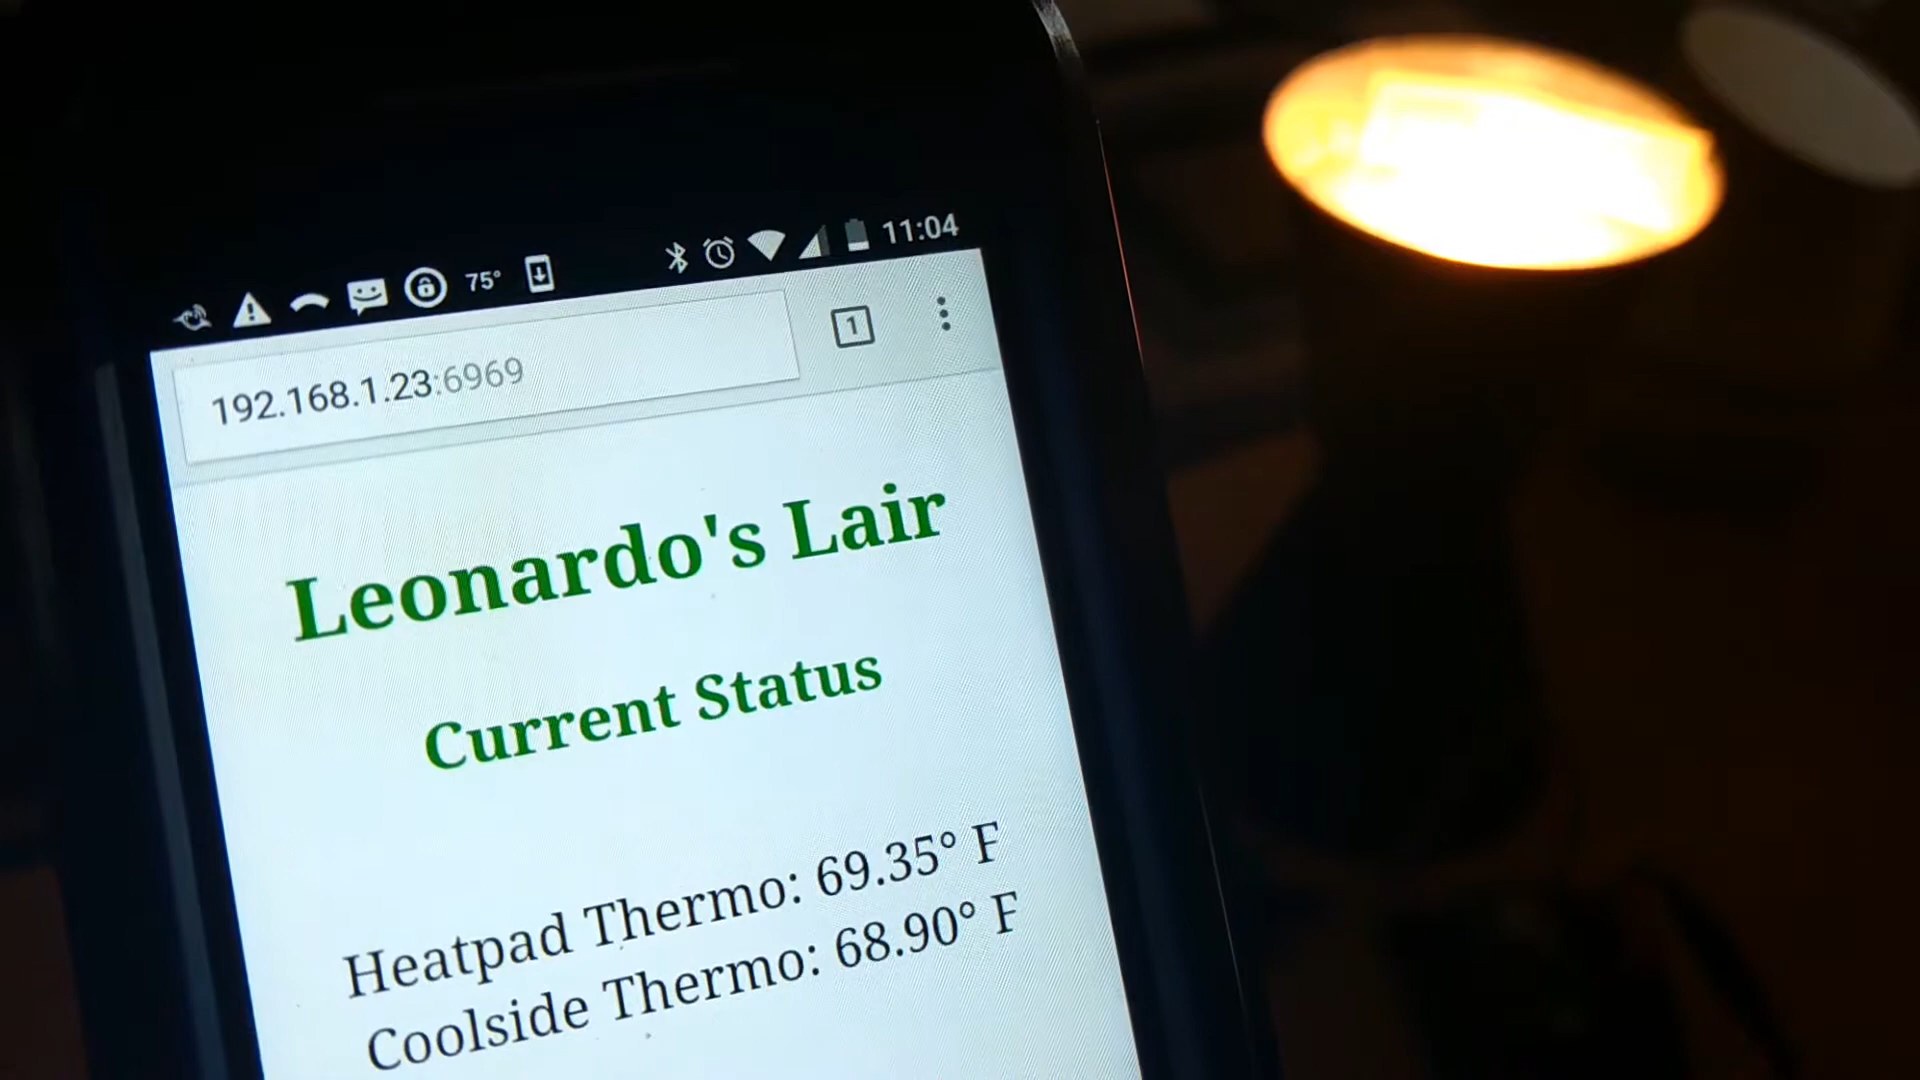 75° 11:04
192.168.1.23:6969
1
Leonardo's Lair
Current Status
Heatpad Thermo: 69.35° F
Coolside Thermo: 68.90° F